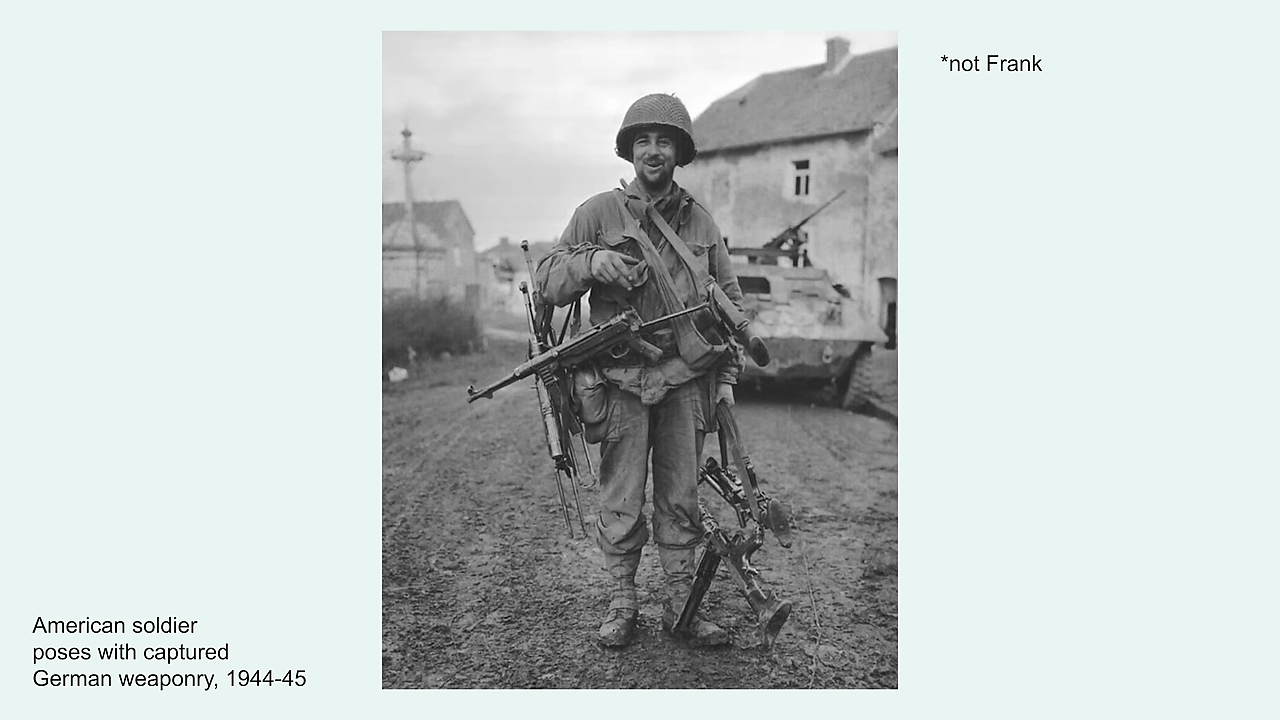 *not Frank
American soldier
poses with captured
German weaponry, 1944-45